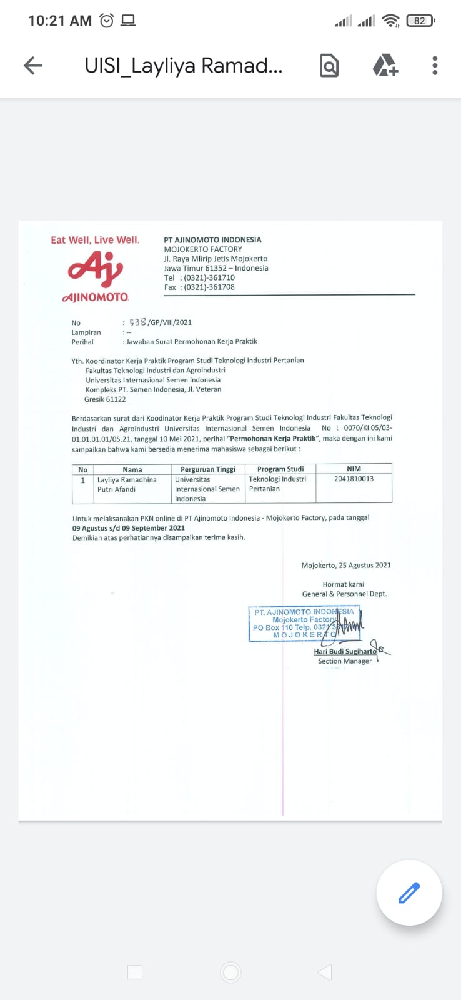 10:21 AM
82
UISI_Layliya Ramad...
Eat Well, Live Well.
AJINOMOTO
PT AJINOMOTO INDONESIA
MOJOKERTO FACTORY
Jl. Raya Mlirip Jetis Mojokerto
Jawa Timur 61352 – Indonesia
Tel : (0321)-361710
Fax : (0321)-361708
No : 538/GP/VIII/2021
Lampiran : --
Perihal : Jawaban Surat Permohonan Kerja Praktik
Yth. Koordinator Kerja Praktik Program Studi Teknologi Industri Pertanian
Fakultas Teknologi Industri dan Agroindustri
Universitas Internasional Semen Indonesia
Kompleks PT. Semen Indonesia, Jl. Veteran
Gresik 61122
Berdasarkan surat dari Koodinator Kerja Praktik Program Studi Teknologi Industri Fakultas Teknologi
Industri dan Agroindustri Universitas Internasional Semen Indonesia No : 0070/KI.05/03-
01.01.01.01/05.21, tanggal 10 Mei 2021, perihal "Permohonan Kerja Praktik", maka dengan ini kami
sampaikan bahwa kami bersedia menerima mahasiswa sebagai berikut :
No Nama Perguruan Tinggi Program Studi NIM
1 Layliya Ramadhina Universitas Teknologi Industri 2041810013
Putri Afandi Internasional Semen Pertanian
Indonesia
Untuk melaksanakan PKN online di PT Ajinomoto Indonesia - Mojokerto Factory, pada tanggal
09 Agustus s/d 09 September 2021
Demikian atas perhatiannya disampaikan terima kasih.
Mojokerto, 25 Agustus 2021
Hormat kami
General & Personnel Dept.
PT. AJINOMOTO INDONESIA
Mojokerto Factory
PO Box 110 Telp. 0321
MOJOKERTO
Hari Budi Sugiharto
Section Manager